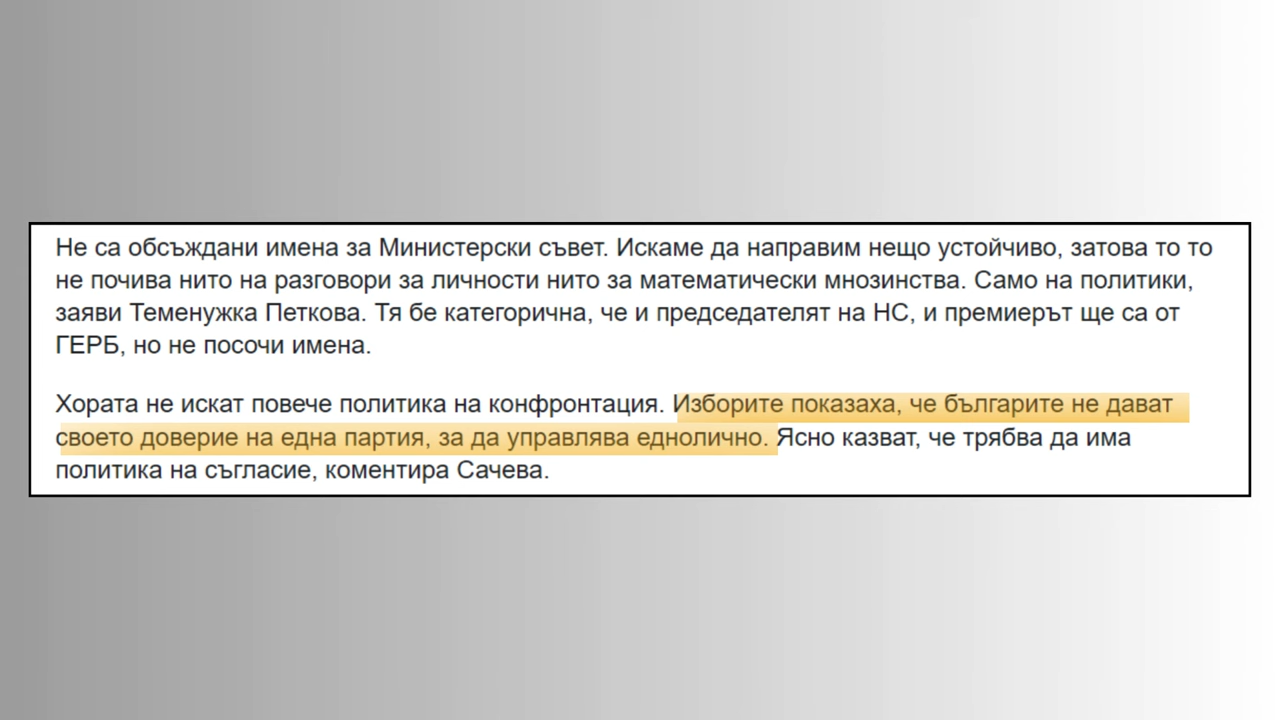 Не са обсъждани имена за Министерски съвет. Искаме да направим нещо устойчиво, затова то то
не почива нито на разговори за личности нито за математически мнозинства. Само на политики,
заяви Теменужка Петкова. Тя бе категорична, че и председателят на НС, и премиерът ще са от
ГЕРБ, но не посочи имена.
Хората не искат повече политика на конфронтация. Изборите показаха, че българите не дават
своето доверие на една партия, за да управлява еднолично. Ясно казват, че трябва да има
политика на съгласие, коментира Сачева.